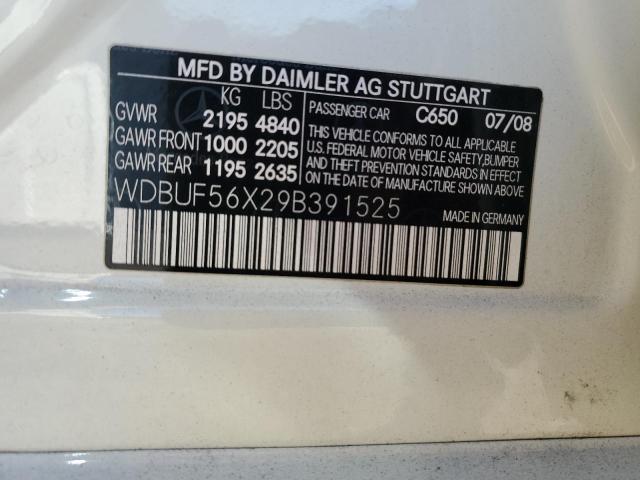 MFD BY DAIMLER AG STUTTGART
KG LBS
GVWR 2195 4840
GAWR FRONT 1000 2205
GAWR REAR 1195 2635
PASSENGER CAR C650 07/08
THIS VEHICLE CONFORMS TO ALL APPLICABLE
U.S. FEDERAL MOTOR VEHICLE SAFETY, BUMPER
AND THEFT PREVENTION STANDARDS IN EFFECT
ON THE DATE OF MANUFACTURE SHOWN ABOVE.
WDBUF56X29B391525
MADE IN GERMANY